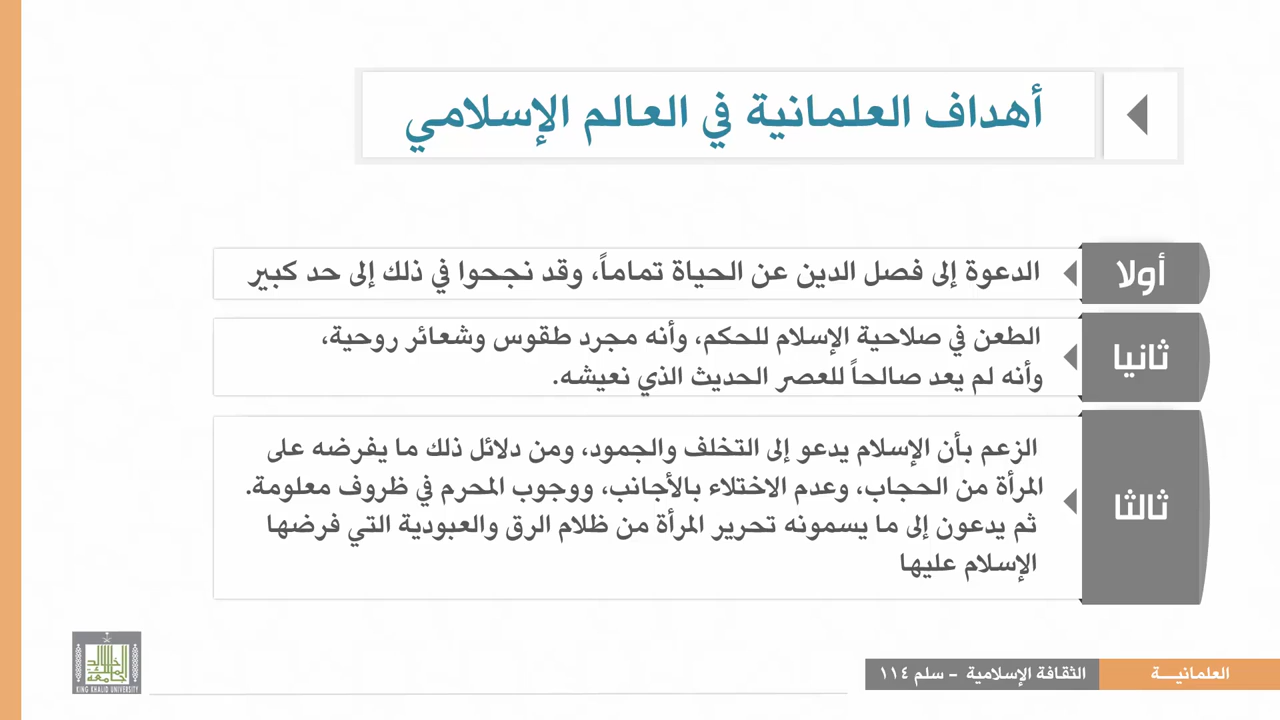 أهداف العلمانية في العالم الإسلامي
أولا
الدعوة إلى فصل الدين عن الحياة تماماً، وقد نجحوا في ذلك إلى حد كبير
ثانيا
الطعن في صلاحية الإسلام للحكم، وأنه مجرد طقوس وشعائر روحية،
وأنه لم يعد صالحاً للعصر الحديث الذي نعيشه.
ثالثا
الزعم بأن الإسلام يدعو إلى التخلف والجمود، ومن دلائل ذلك ما يفرضه على
المرأة من الحجاب، وعدم الاختلاء بالأجانب، ووجوب المحرم في ظروف معلومة.
ثم يدعون إلى ما يسمونه تحرير المرأة من ظلام الرق والعبودية التي فرضها
الإسلام عليها
العلمانيـــة
الثقافة الإسلامية - سلم ١١٤
جامعة الملك خالد
KING KHALID UNIVERSITY